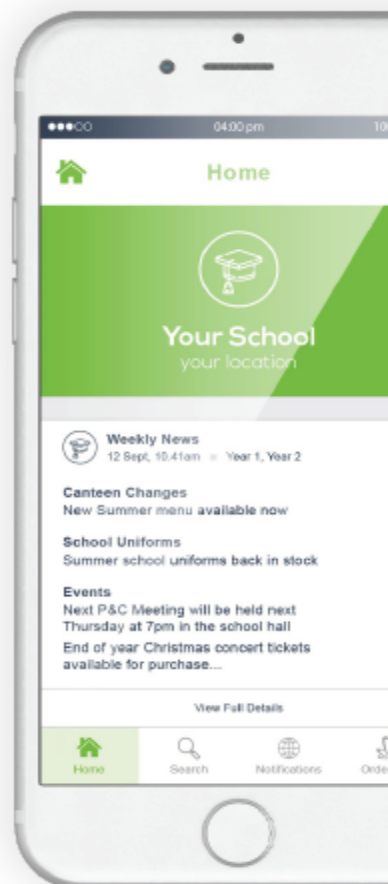 04:00 pm
Home
Your School
your location
Weekly News
12 Sept, 10.41am Year 1, Year 2
Canteen Changes
New Summer menu available now
School Uniforms
Summer school uniforms back in stock
Events
Next P&C Meeting will be held next
Thursday at 7pm in the school hall
End of year Christmas concert tickets
available for purchase...
View Full Details
Home Search Notifications